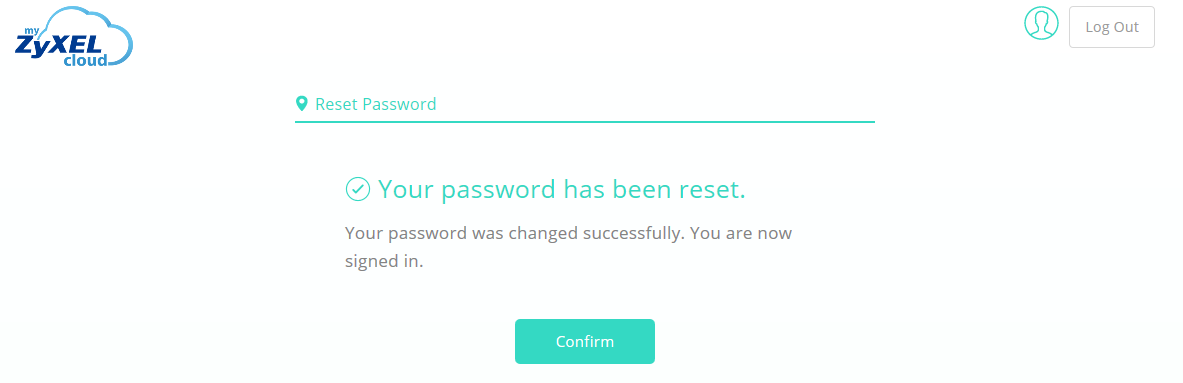 my
ZyXEL
cloud
Log Out
Reset Password
Your password has been reset.
Your password was changed successfully. You are now
signed in.
Confirm